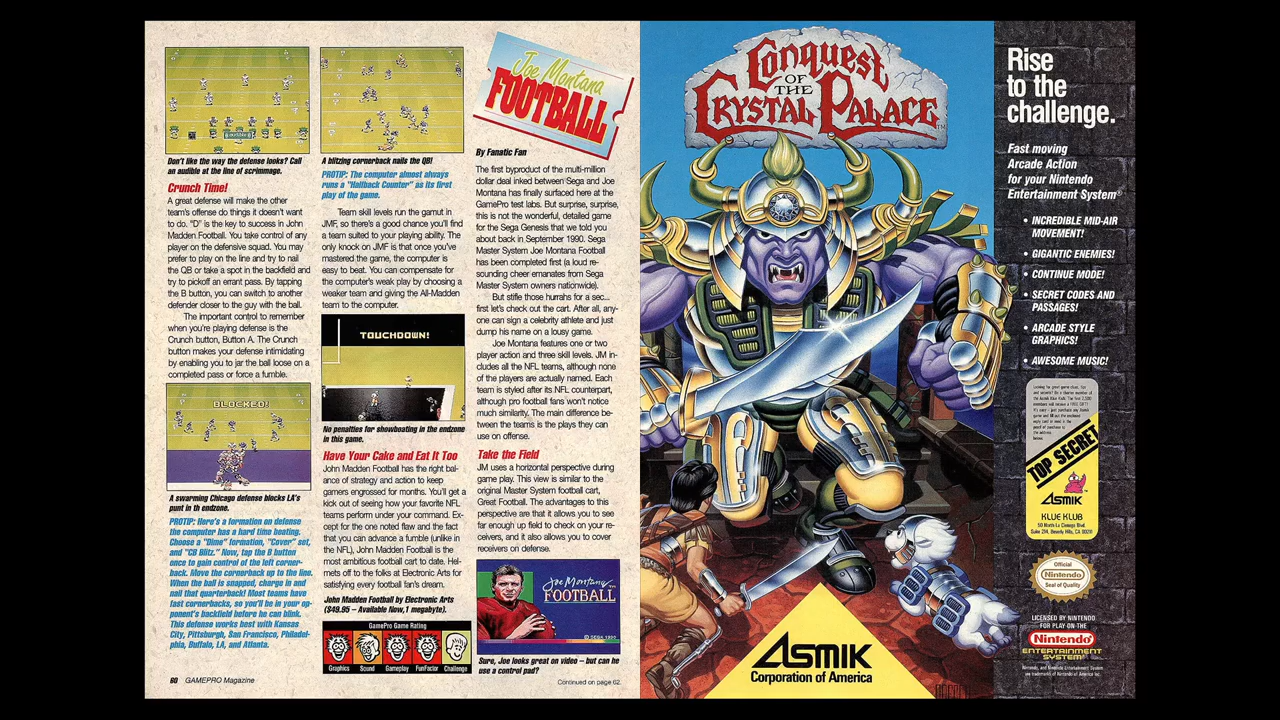 audible
Don't like the way the defense looks? Call
an audible at the line of scrimmage.
Crunch Time!
A great defense will make the other
team's offense do things it doesn't want
to do. "D" is the key to success in John
Madden Football. You take control of any
player on the defensive squad. You may
prefer to play on the line and try to nail
the QB or take a spot in the backfield and
try to pickoff an errant pass. By tapping
the B button, you can switch to another
defender closer to the guy with the ball.
The important control to remember
when you're playing defense is the
Crunch button, Button A. The Crunch
button makes your defense intimidating
by enabling you to jar the ball loose on a
completed pass or force a fumble.
BLOCKED!
A swarming Chicago defense blocks LA's
punt in th endzone.
PROTIP: Here's a formation on defense
the computer has a hard time beating.
Choose a "Dime" formation, "Cover" set,
and "CB Blitz." Now, tap the B button
once to gain control of the left corner-
back. Move the cornerback up to the line.
When the ball is snapped, charge in and
nail that quarterback! Most teams have
fast cornerbacks, so you'll be in your op-
ponent's backfield before he can blink.
This defense works best with Kansas
City, Pittsburgh, San Francisco, Philadel-
phia, Buffalo, LA, and Atlanta.
60 GAMEPRO Magazine
A blitzing cornerback nails the QB!
PROTIP: The computer almost always
runs a "Halfback Counter" as its first
play of the game.
Team skill levels run the gamut in
JMF, so there's a good chance you'll find
a team suited to your playing ability. The
only knock on JMF is that once you've
mastered the game, the computer is
easy to beat. You can compensate for
the computer's weak play by choosing a
weaker team and giving the All-Madden
team to the computer.
TOUCHDOWN!
No penalties for showboating in the endzone
in this game.
Have Your Cake and Eat It Too
John Madden Football has the right bal-
ance of strategy and action to keep
gamers engrossed for months. You'll get a
kick out of seeing how your favorite NFL
teams perform under your command. Ex-
cept for the one noted flaw and the fact
that you can advance a fumble (unlike in
the NFL), John Madden Football is the
most ambitious football cart to date. Hel-
mets off to the folks at Electronic Arts for
satisfying every football fan's dream.
John Madden Football by Electronic Arts
($49.95 – Available Now, 1 megabyte).
GamePro Game Rating
Graphics Sound Gameplay FunFactor Challenge
Joe Montana
FOOTBALL
By Fanatic Fan
The first byproduct of the multi-million
dollar deal inked between Sega and Joe
Montana has finally surfaced here at the
GamePro test labs. But surprise, surprise,
this is not the wonderful, detailed game
for the Sega Genesis that we told you
about back in September 1990. Sega
Master System Joe Montana Football
has been completed first (a loud re-
sounding cheer emanates from Sega
Master System owners nationwide).
But stifle those hurrahs for a sec...
first let's check out the cart. After all, any-
one can sign a celebrity athlete and just
dump his name on a lousy game.
Joe Montana features one or two
player action and three skill levels. JM in-
cludes all the NFL teams, although none
of the players are actually named. Each
team is styled after its NFL counterpart,
although pro football fans won't notice
much similarity. The main difference be-
tween the teams is the plays they can
use on offense.
Take the Field
JM uses a horizontal perspective during
game play. This view is similar to the
original Master System football cart,
Great Football. The advantages to this
perspective are that it allows you to see
far enough up field to check on your re-
ceivers, and it also allows you to cover
receivers on defense.
Joe Montana
FOOTBALL
© SEGA 1990
Sure, Joe looks great on video – but can he
use a control pad?
Continued on page 62.
Conquest
OF
THE
CRYSTAL PALACE
ASMIK
Corporation of America
Rise
to the
challenge.
Fast moving
Arcade Action
for your Nintendo
Entertainment System®
• INCREDIBLE MID-AIR
MOVEMENT!
• GIGANTIC ENEMIES!
• CONTINUE MODE!
• SECRET CODES AND
PASSAGES!
• ARCADE STYLE
GRAPHICS!
• AWESOME MUSIC!
TOP SECRET
ASMIK
KLUE KLUB
Official
Nintendo
Seal of Quality
LICENSED BY NINTENDO
FOR PLAY ON THE
Nintendo
ENTERTAINMENT
SYSTEM